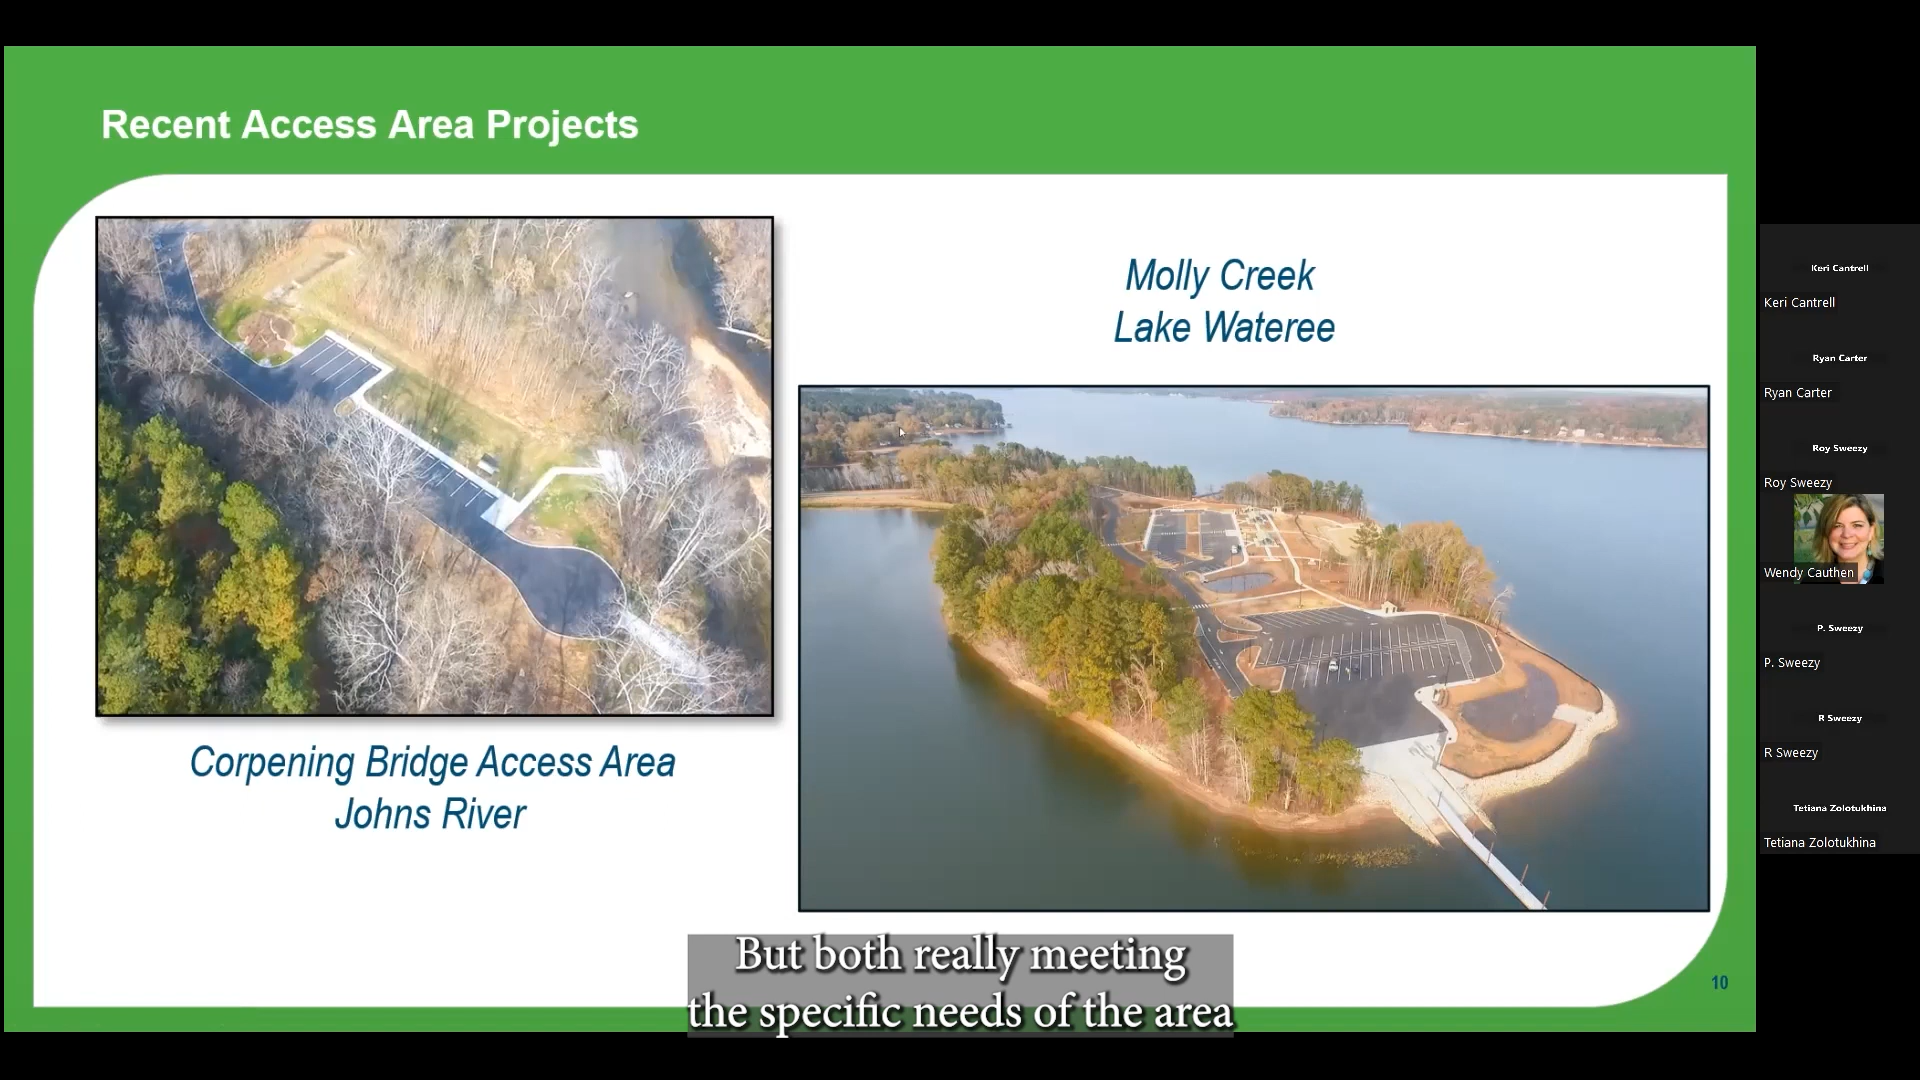 Recent Access Area Projects
Molly Creek
Lake Wateree
Corpening Bridge Access Area
Johns River
10
But both really meeting
the specific needs of the area
Keri Cantrell
Keri Cantrell
Ryan Carter
Ryan Carter
Roy Sweezy
Roy Sweezy
Wendy Cauthen
P. Sweezy
P. Sweezy
R Sweezy
R Sweezy
Tetiana Zolotukhina
Tetiana Zolotukhina